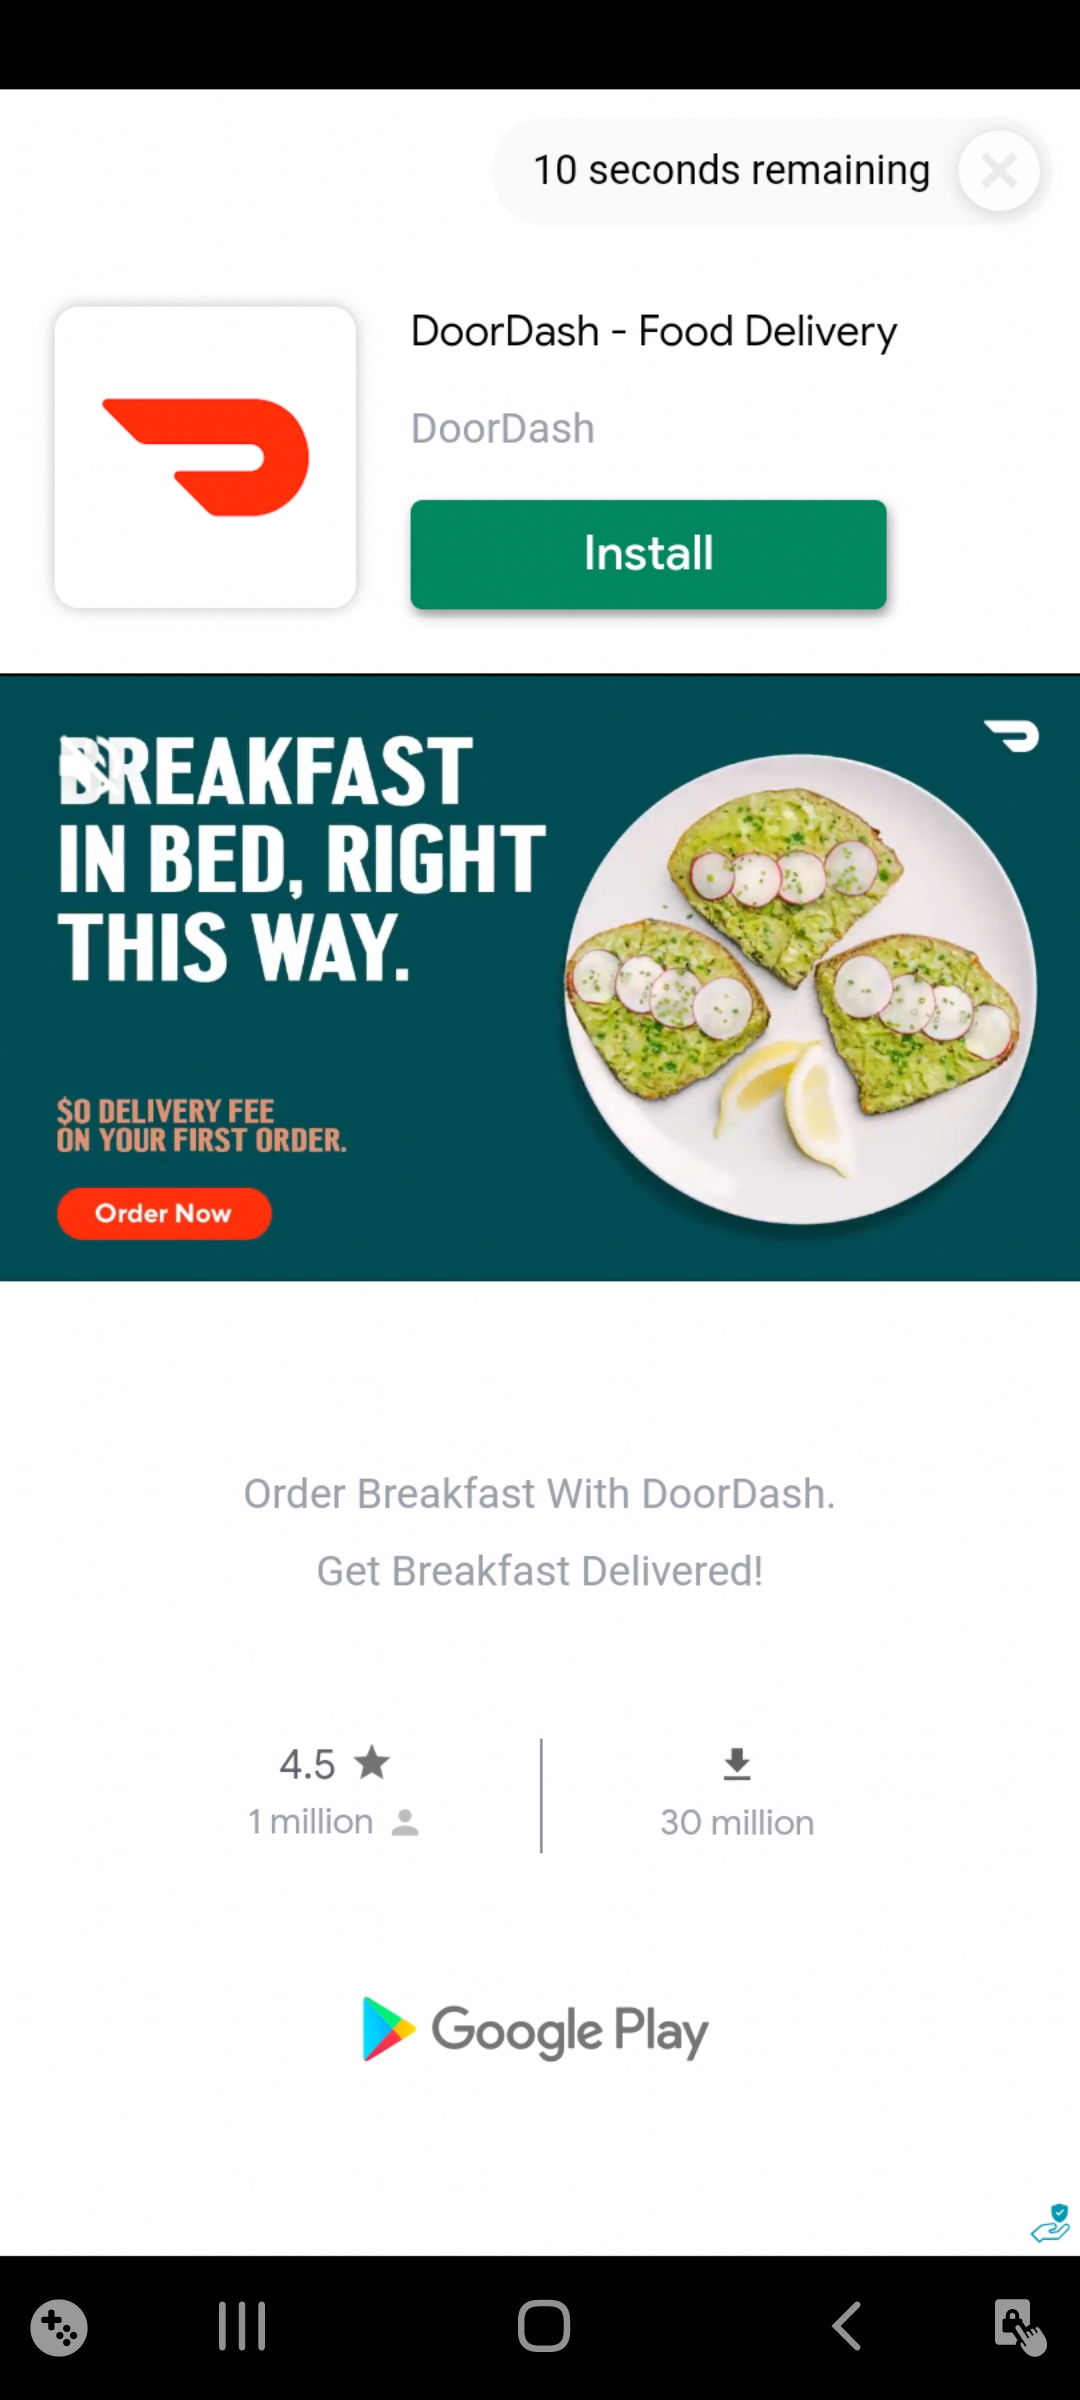 10 seconds remaining
DoorDash - Food Delivery
DoorDash
Install
BREAKFAST
IN BED, RIGHT
THIS WAY.
$0 DELIVERY FEE
ON YOUR FIRST ORDER.
Order Now
Order Breakfast With DoorDash.
Get Breakfast Delivered!
4.5
1 million
30 million
Google Play